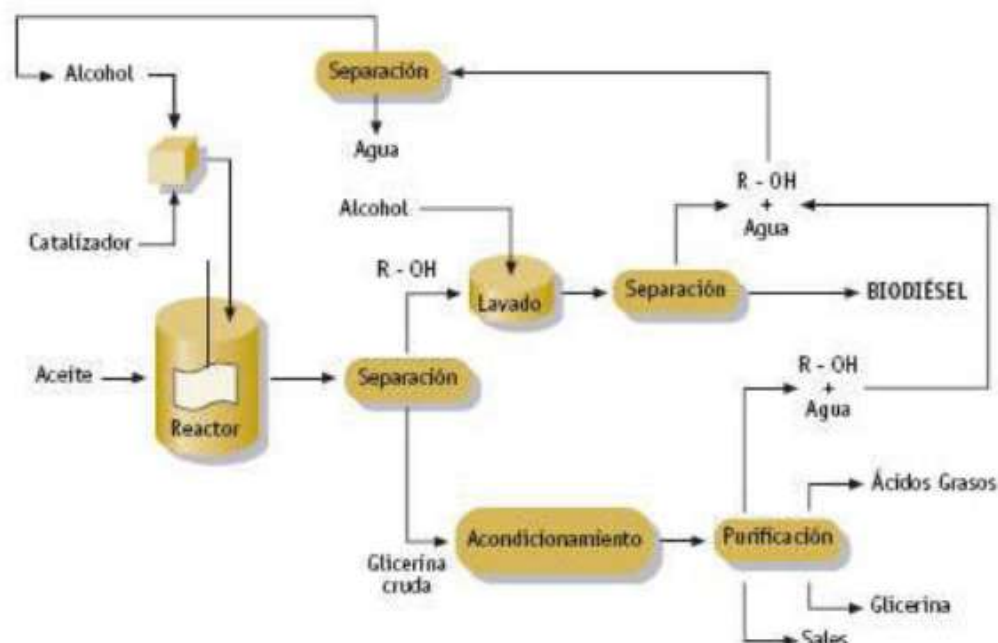 Alcohol
Separación
Agua
Catalizador
Alcohol
R - OH
+
Agua
R - OH
Lavado
Separación
BIODIÉSEL
Aceite
Reactor
Separación
R - OH
+
Agua
Ácidos Grasos
Glicerina
cruda
Acondicionamiento
Purificación
Glicerina
Sales